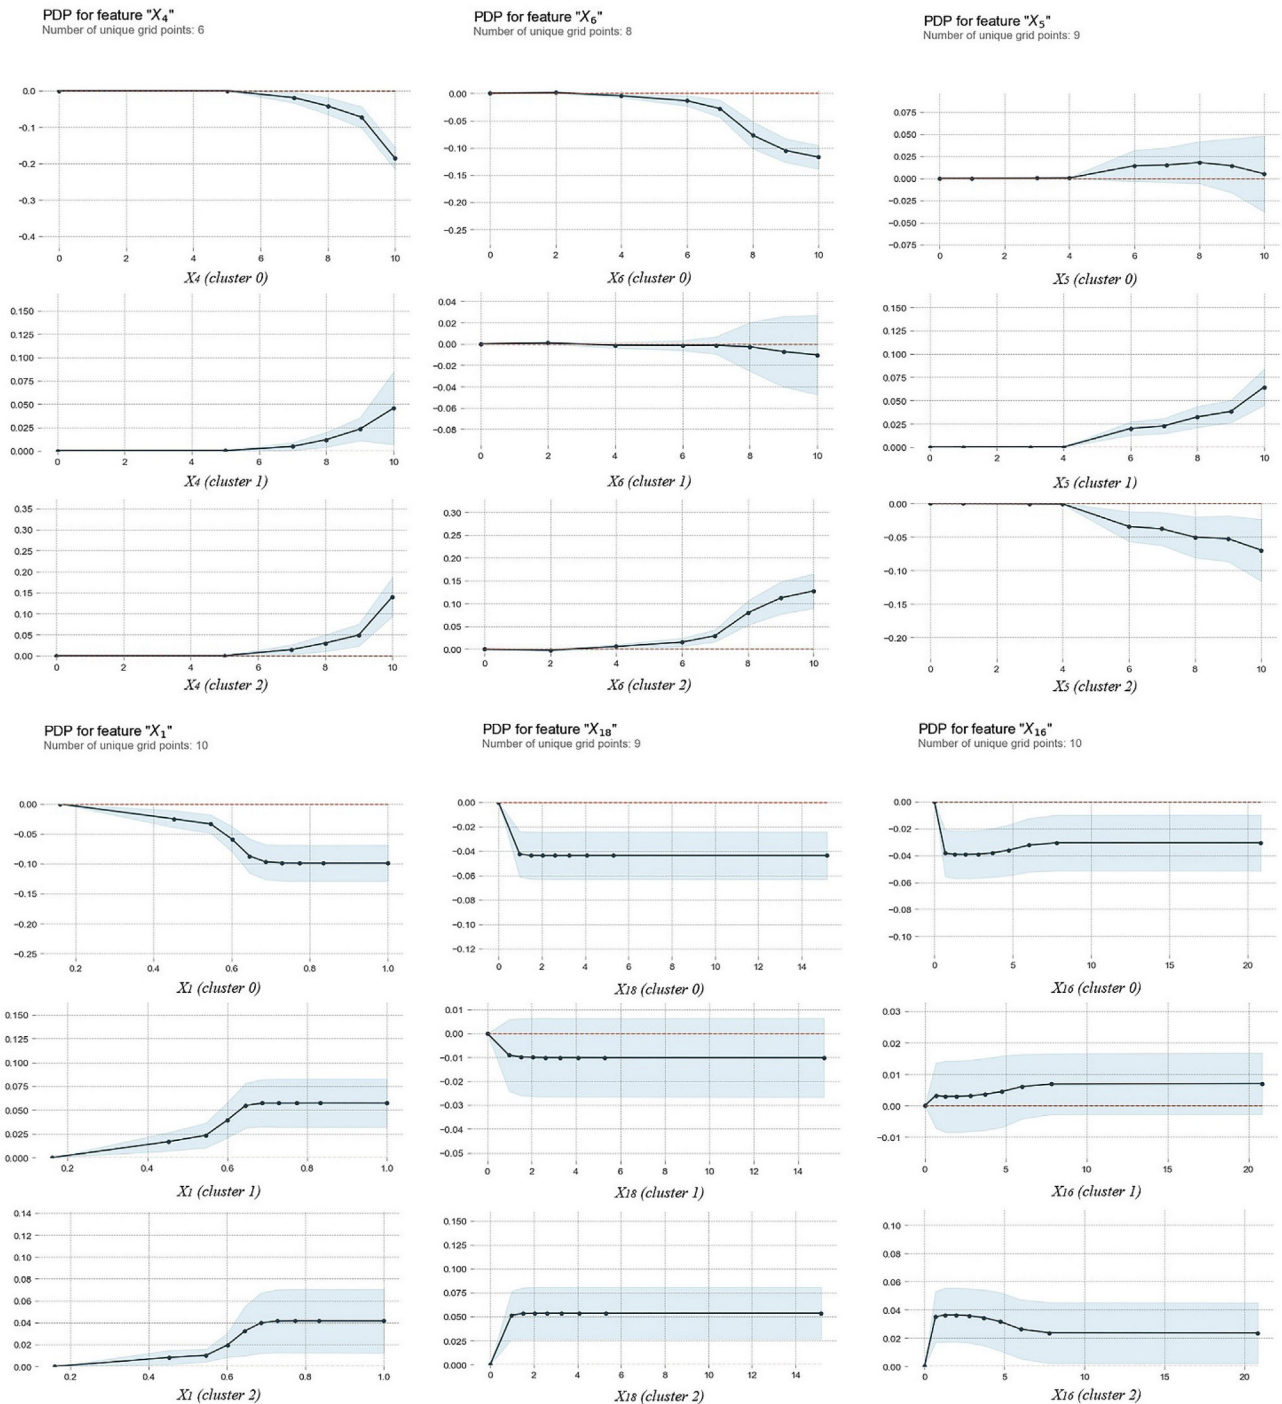 PDP for feature "X₄"
Number of unique grid points: 6
0.0
−0.1
−0.2
−0.3
−0.4
0 2 4 6 8 10
X₄ (cluster 0)
0.150
0.125
0.100
0.075
0.050
0.025
0.000
0 2 4 6 8 10
X₄ (cluster 1)
0.35
0.30
0.25
0.20
0.15
0.10
0.05
0.00
0 2 4 6 8 10
X₄ (cluster 2)
PDP for feature "X₆"
Number of unique grid points: 8
0.00
−0.05
−0.10
−0.15
−0.20
−0.25
0 2 4 6 8 10
X₆ (cluster 0)
0.04
0.02
0.00
−0.02
−0.04
−0.06
−0.08
0 2 4 6 8 10
X₆ (cluster 1)
0.30
0.20
0.15
0.10
0.05
0.00
0 2 4 6 8 10
X₆ (cluster 2)
PDP for feature "X₅"
Number of unique grid points: 9
0.075
0.050
0.025
0.000
−0.025
−0.050
−0.075
0 2 4 6 8 10
X₅ (cluster 0)
0.150
0.125
0.100
0.075
0.050
0.025
0.000
0 2 4 6 8 10
X₅ (cluster 1)
0.00
−0.05
−0.10
−0.15
−0.20
0 2 4 6 8 10
X₅ (cluster 2)
PDP for feature "X₁"
Number of unique grid points: 10
0.00
−0.05
−0.10
−0.15
−0.20
−0.25
0.2 0.4 0.6 0.8 1.0
X₁ (cluster 0)
0.150
0.125
0.100
0.075
0.050
0.025
0.000
0.2 0.4 0.6 0.8 1.0
X₁ (cluster 1)
0.14
0.12
0.10
0.08
0.06
0.04
0.02
0.00
0.2 0.4 0.6 0.8 1.0
X₁ (cluster 2)
PDP for feature "X₁₈"
Number of unique grid points: 9
0.00
−0.02
−0.04
−0.06
−0.08
−0.10
−0.12
0 2 4 6 8 10 12 14
X₁₈ (cluster 0)
0.01
0.00
−0.01
−0.02
−0.03
−0.04
−0.05
0 2 4 6 8 10 12 14
X₁₈ (cluster 1)
0.150
0.125
0.100
0.075
0.050
0.025
0.000
0 2 4 6 8 10 12 14
X₁₈ (cluster 2)
PDP for feature "X₁₆"
Number of unique grid points: 10
0.00
−0.02
−0.04
−0.06
−0.08
−0.10
0 5 10 15 20
X₁₆ (cluster 0)
0.03
0.02
0.01
0.00
−0.01
0 5 10 15 20
X₁₆ (cluster 1)
0.10
0.08
0.06
0.04
0.02
0.00
0 5 10 15 20
X₁₆ (cluster 2)